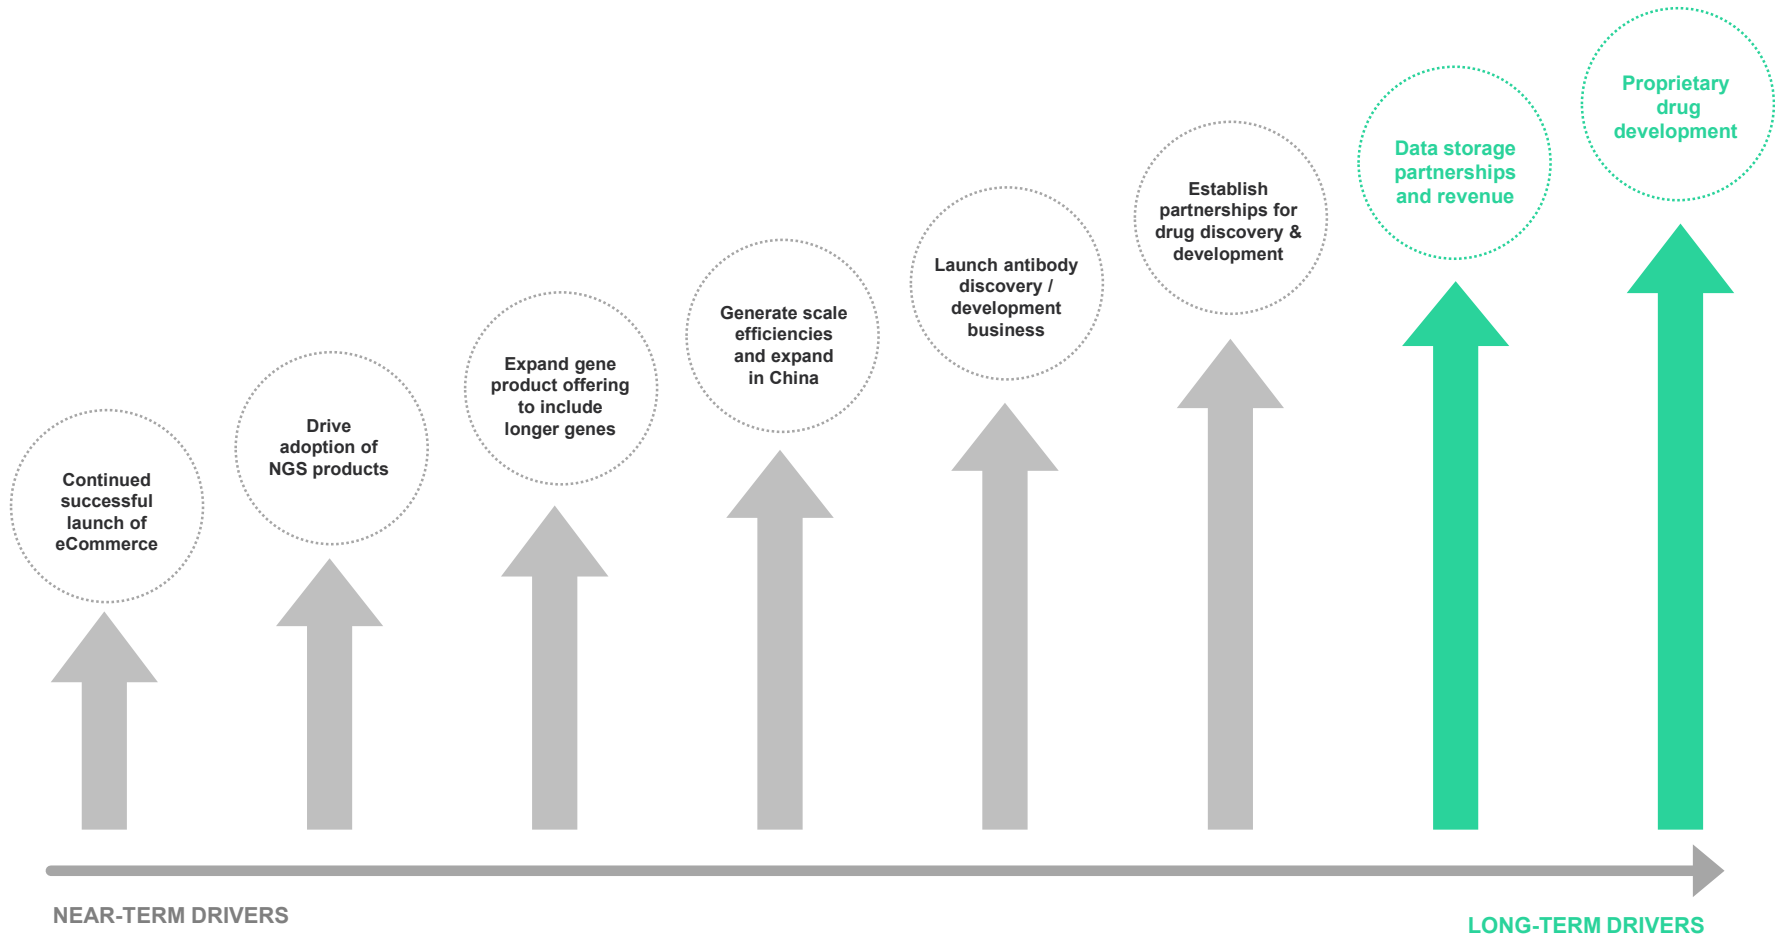 Continued
successful
launch of
eCommerce
Drive
adoption of
NGS products
Expand gene
product offering
to include
longer genes
Generate scale
efficiencies
and expand
in China
Launch antibody
discovery /
development
business
Establish
partnerships for
drug discovery &
development
Data storage
partnerships
and revenue
Proprietary
drug
development
NEAR-TERM DRIVERS
LONG-TERM DRIVERS